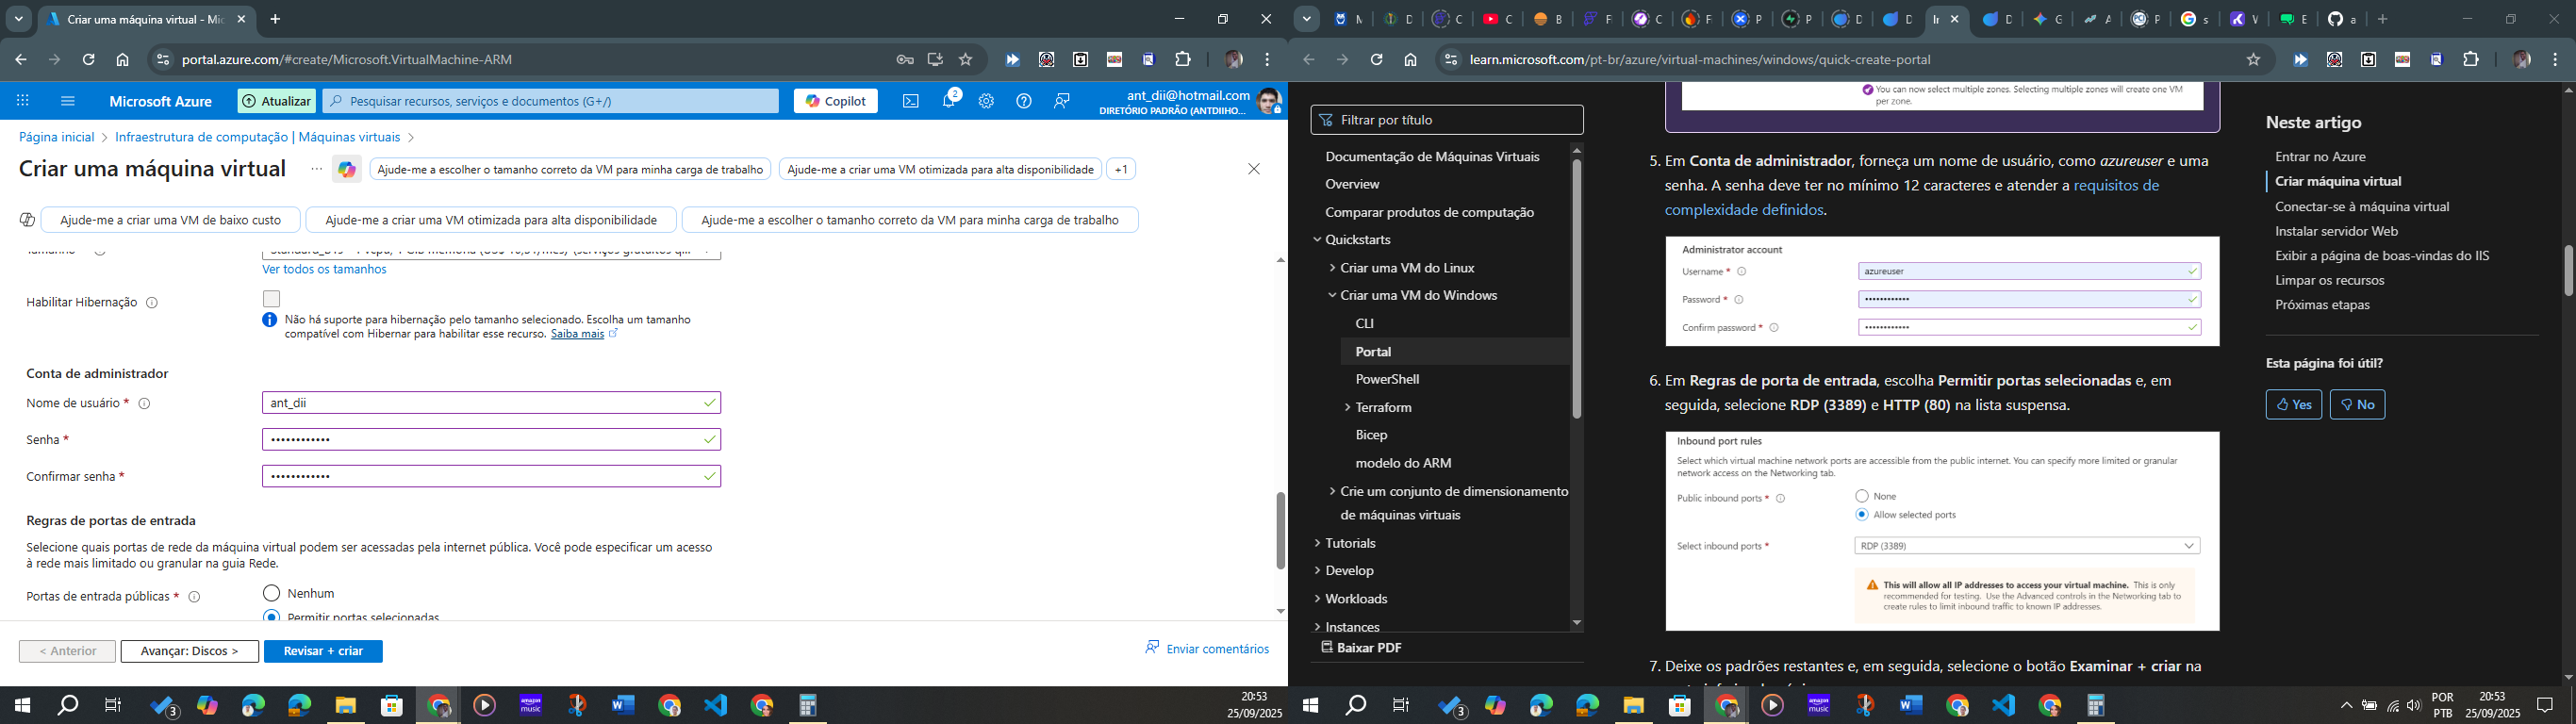 Criar uma máquina virtual - Mic
portal.azure.com/#create/Microsoft.VirtualMachine-ARM
Microsoft Azure
Atualizar
Pesquisar recursos, serviços e documentos (G+/)
Copilot
2
ant_dii@hotmail.com
DIRETÓRIO PADRÃO (ANTDIIHO...
Página inicial
Infraestrutura de computação | Máquinas virtuais
Criar uma máquina virtual
...
Ajude-me a escolher o tamanho correto da VM para minha carga de trabalho
Ajude-me a criar uma VM otimizada para alta disponibilidade
+1
Ajude-me a criar uma VM de baixo custo
Ajude-me a criar uma VM otimizada para alta disponibilidade
Ajude-me a escolher o tamanho correto da VM para minha carga de trabalho
Ver todos os tamanhos
Habilitar Hibernação
Não há suporte para hibernação pelo tamanho selecionado. Escolha um tamanho
compatível com Hibernar para habilitar esse recurso. Saiba mais
Conta de administrador
Nome de usuário *
ant_dii
Senha *
••••••••••••
Confirmar senha *
••••••••••••
Regras de portas de entrada
Selecione quais portas de rede da máquina virtual podem ser acessadas pela internet pública. Você pode especificar um acesso
à rede mais limitado ou granular na guia Rede.
Portas de entrada públicas *
Nenhum
Permitir portas selecionadas
< Anterior
Avançar: Discos >
Revisar + criar
Enviar comentários
3
20:53
25/09/2025
learn.microsoft.com/pt-br/azure/virtual-machines/windows/quick-create-portal
Filtrar por título
Documentação de Máquinas Virtuais
Overview
Comparar produtos de computação
Quickstarts
Criar uma VM do Linux
Criar uma VM do Windows
CLI
Portal
PowerShell
Terraform
Bicep
modelo do ARM
Crie um conjunto de dimensionamento
de máquinas virtuais
Tutorials
Develop
Workloads
Instances
Baixar PDF
You can now select multiple zones. Selecting multiple zones will create one VM
per zone.
5. Em Conta de administrador, forneça um nome de usuário, como azureuser e uma
senha. A senha deve ter no mínimo 12 caracteres e atender a requisitos de
complexidade definidos.
Administrator account
Username *
azureuser
Password *
••••••••••••
Confirm password *
••••••••••••
6. Em Regras de porta de entrada, escolha Permitir portas selecionadas e, em
seguida, selecione RDP (3389) e HTTP (80) na lista suspensa.
Inbound port rules
Select which virtual machine network ports are accessible from the public internet. You can specify more limited or granular
network access on the Networking tab.
Public inbound ports *
None
Allow selected ports
Select inbound ports *
RDP (3389)
This will allow all IP addresses to access your virtual machine. This is only
recommended for testing. Use the Advanced controls in the Networking tab to
create rules to limit inbound traffic to known IP addresses.
7. Deixe os padrões restantes e, em seguida, selecione o botão Examinar + criar na
Neste artigo
Entrar no Azure
Criar máquina virtual
Conectar-se à máquina virtual
Instalar servidor Web
Exibir a página de boas-vindas do IIS
Limpar os recursos
Próximas etapas
Esta página foi útil?
Yes
No
3
POR
PTB
20:53
25/09/2025